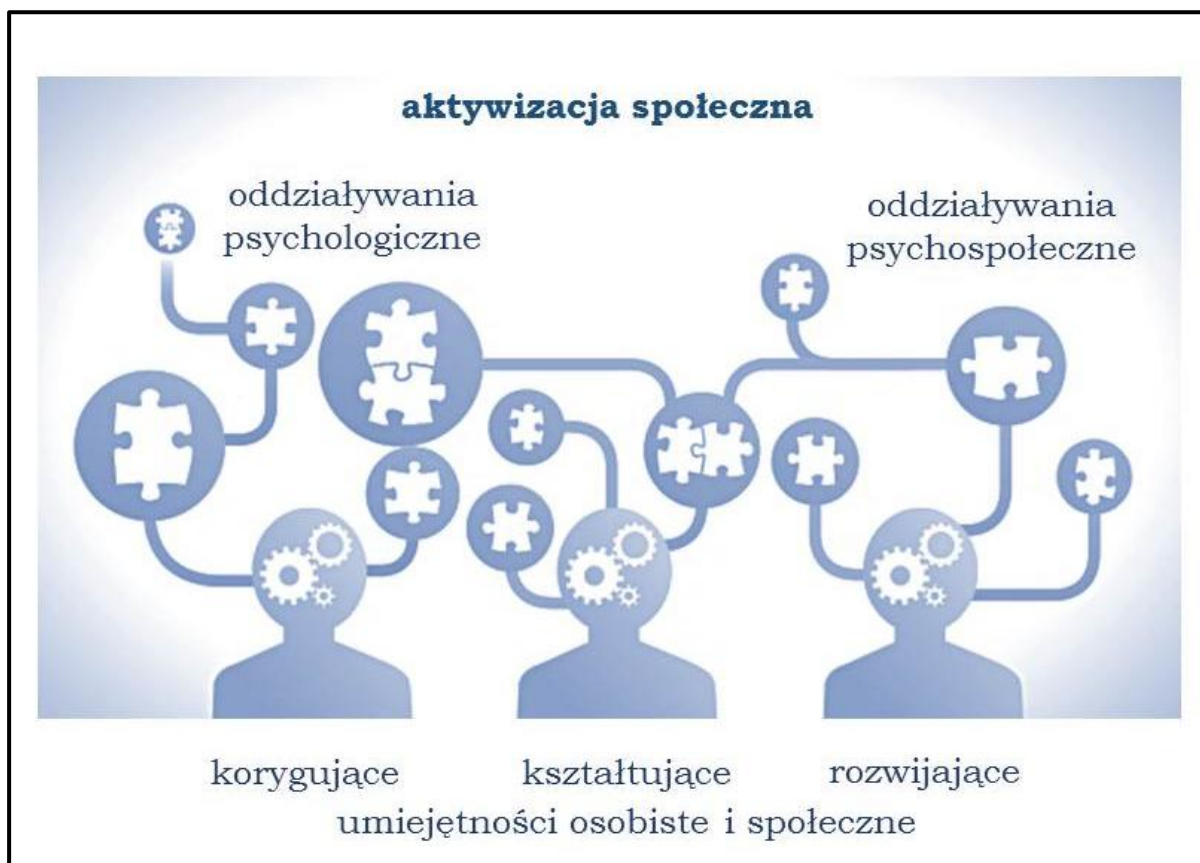 aktywizacja społeczna
oddziaływania
psychologiczne
oddziaływania
psychospołeczne
korygujące kształtujące rozwijające
umiejętności osobiste i społeczne